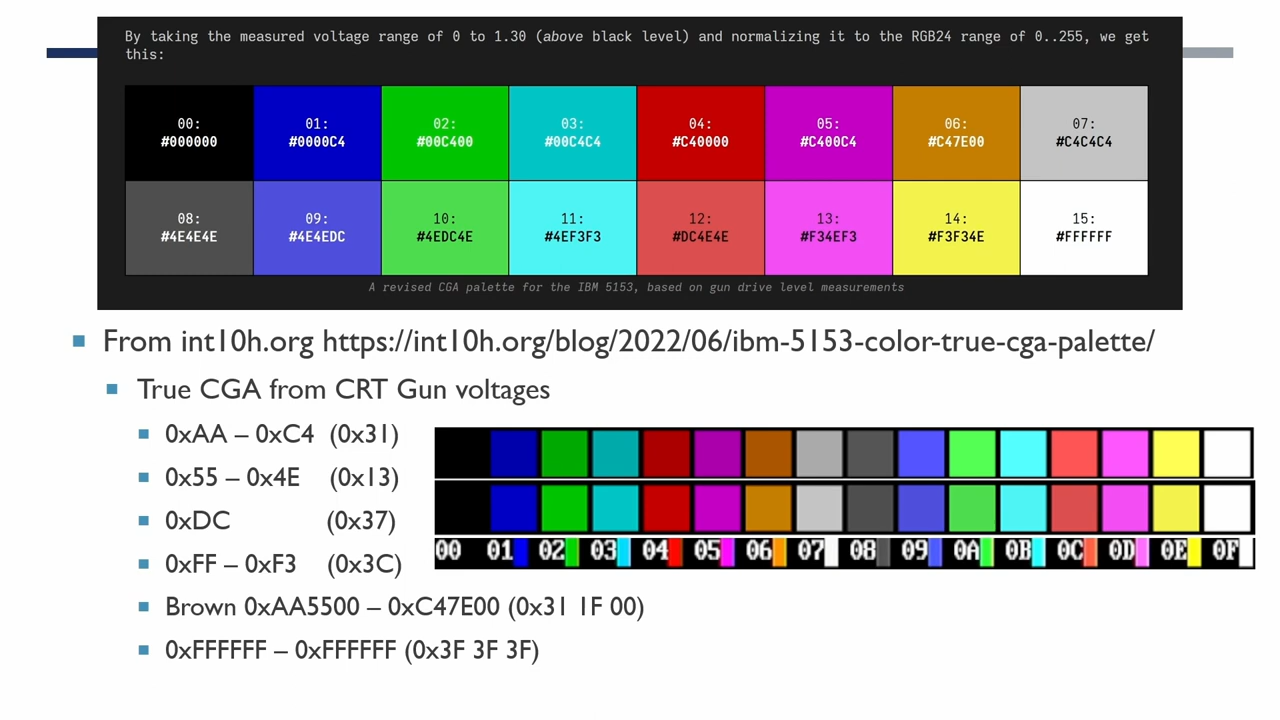 By taking the measured voltage range of 0 to 1.30 (above black level) and normalizing it to the RGB24 range of 0..255, we get
this:
00: 01: 02: 03: 04: 05: 06: 07:
#000000 #0000C4 #00C400 #00C4C4 #C40000 #C400C4 #C47E00 #C4C4C4
08: 09: 10: 11: 12: 13: 14: 15:
#4E4E4E #4E4EDC #4EDC4E #4EF3F3 #DC4E4E #F34EF3 #F3F34E #FFFFFF
A revised CGA palette for the IBM 5153, based on gun drive level measurements
From int10h.org https://int10h.org/blog/2022/06/ibm-5153-color-true-cga-palette/
True CGA from CRT Gun voltages
0xAA – 0xC4 (0x31)
0x55 – 0x4E (0x13)
0xDC (0x37)
0xFF – 0xF3 (0x3C)
Brown 0xAA5500 – 0xC47E00 (0x31 1F 00)
0xFFFFFF – 0xFFFFFF (0x3F 3F 3F)
00 01 02 03 04 05 06 07 08 09 0A 0B 0C 0D 0E 0F